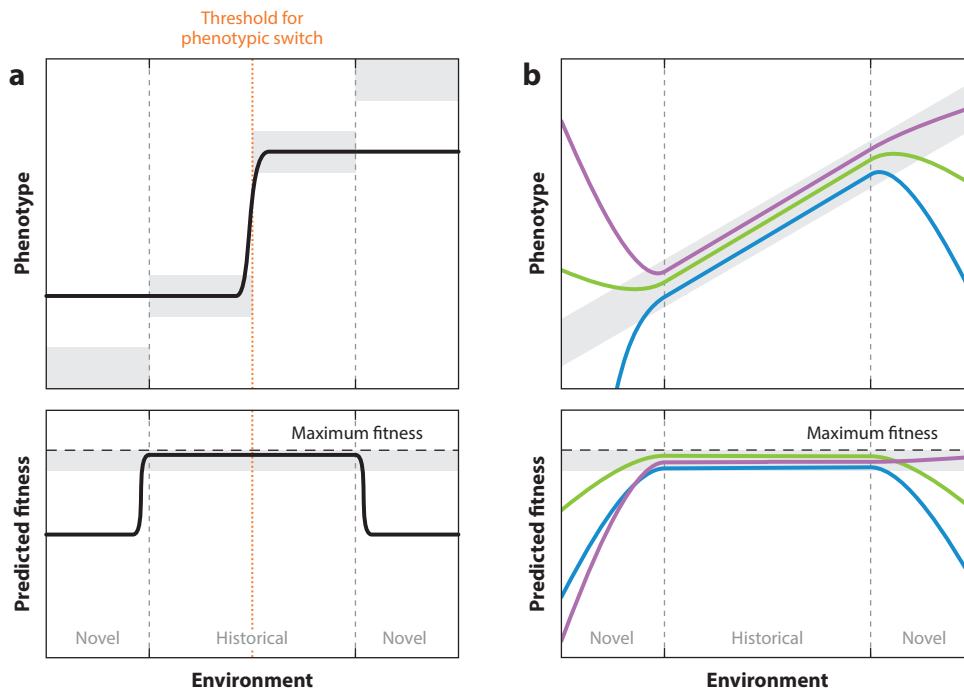 Threshold for
phenotypic switch
a
b
Phenotype
Phenotype
Maximum fitness
Maximum fitness
Predicted fitness
Predicted fitness
Novel Historical Novel
Novel Historical Novel
Environment
Environment